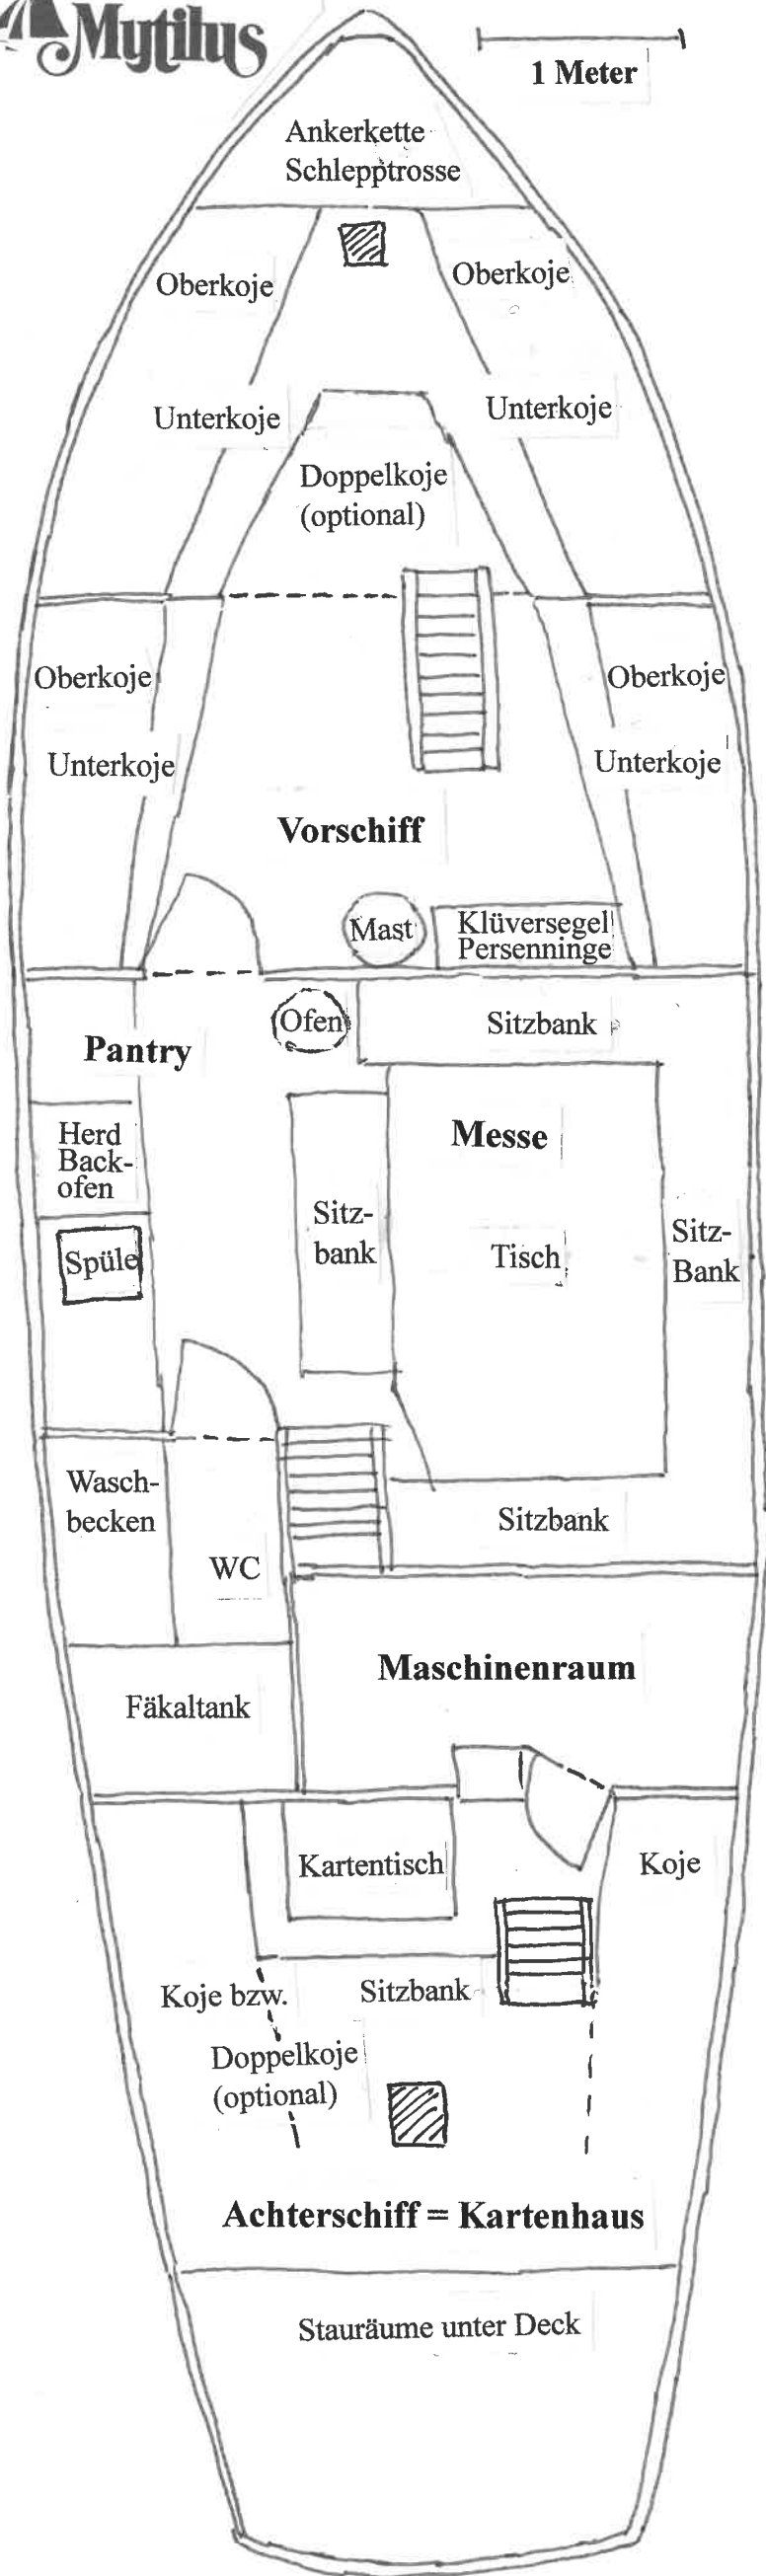 Mytilus
1 Meter
Ankerkette
Schlepptrosse
Oberkoje
Oberkoje
Unterkoje
Unterkoje
Doppelkoje
(optional)
Oberkoje
Oberkoje
Unterkoje
Unterkoje
Vorschiff
Mast
Klüversegel
Persenninge
Ofen
Sitzbank
Pantry
Messe
Herd
Back-
ofen
Sitz-
bank
Tisch
Sitz-
Bank
Spüle
Wasch-
becken
Sitzbank
WC
Maschinenraum
Fäkaltank
Kartentisch
Koje
Koje bzw.
Sitzbank
Doppelkoje
(optional)
Achterschiff = Kartenhaus
Stauräume unter Deck